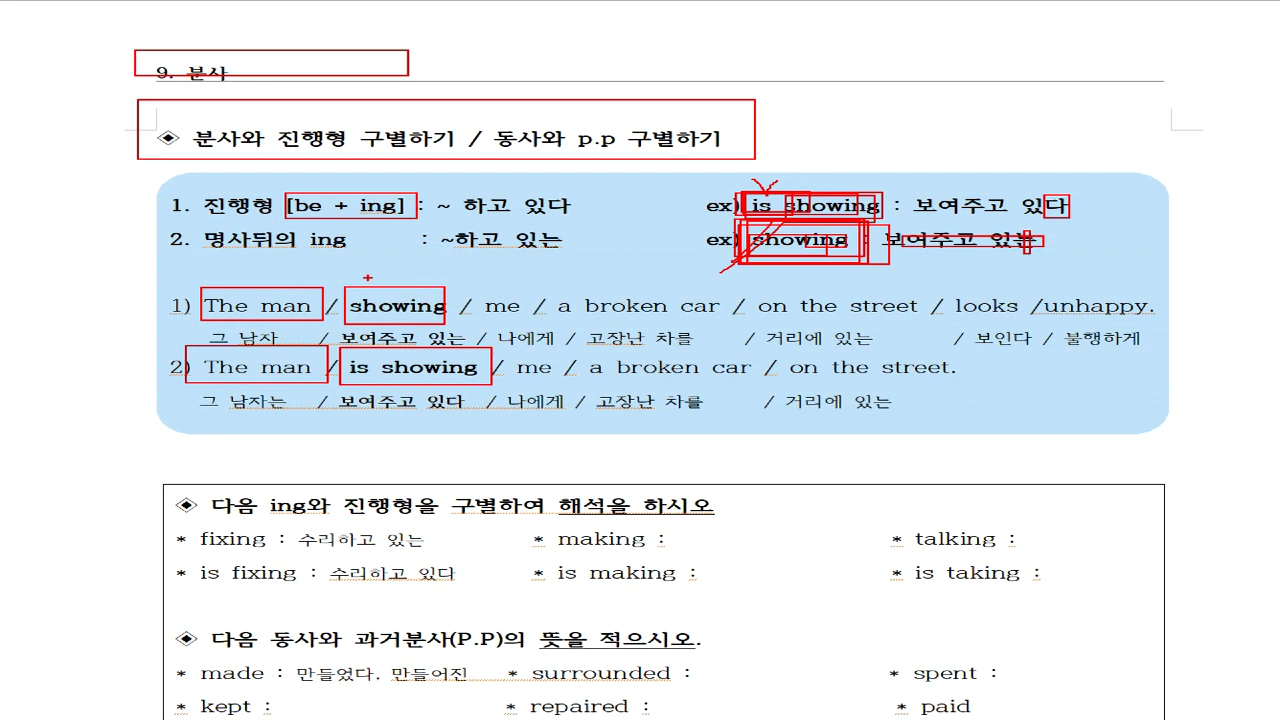 9. 분사
◈ 분사와 진행형 구별하기 / 동사와 p.p 구별하기
1. 진행형 [be + ing] : ~ 하고 있다 ex) is showing : 보여주고 있다
2. 명사뒤의 ing : ~하고 있는 ex) showing : 보여주고 있는
1) The man / showing / me / a broken car / on the street / looks /unhappy.
그 남자 / 보여주고 있는 / 나에게 / 고장난 차를 / 거리에 있는 / 보인다 / 불행하게
2) The man / is showing / me / a broken car / on the street.
그 남자는 / 보여주고 있다 / 나에게 / 고장난 차를 / 거리에 있는
◈ 다음 ing와 진행형을 구별하여 해석을 하시오
* fixing : 수리하고 있는 * making : * talking :
* is fixing : 수리하고 있다 * is making : * is taking :
◈ 다음 동사와 과거분사(P.P)의 뜻을 적으시오.
* made : 만들었다. 만들어진 * surrounded : * spent :
* kept : * repaired : * paid